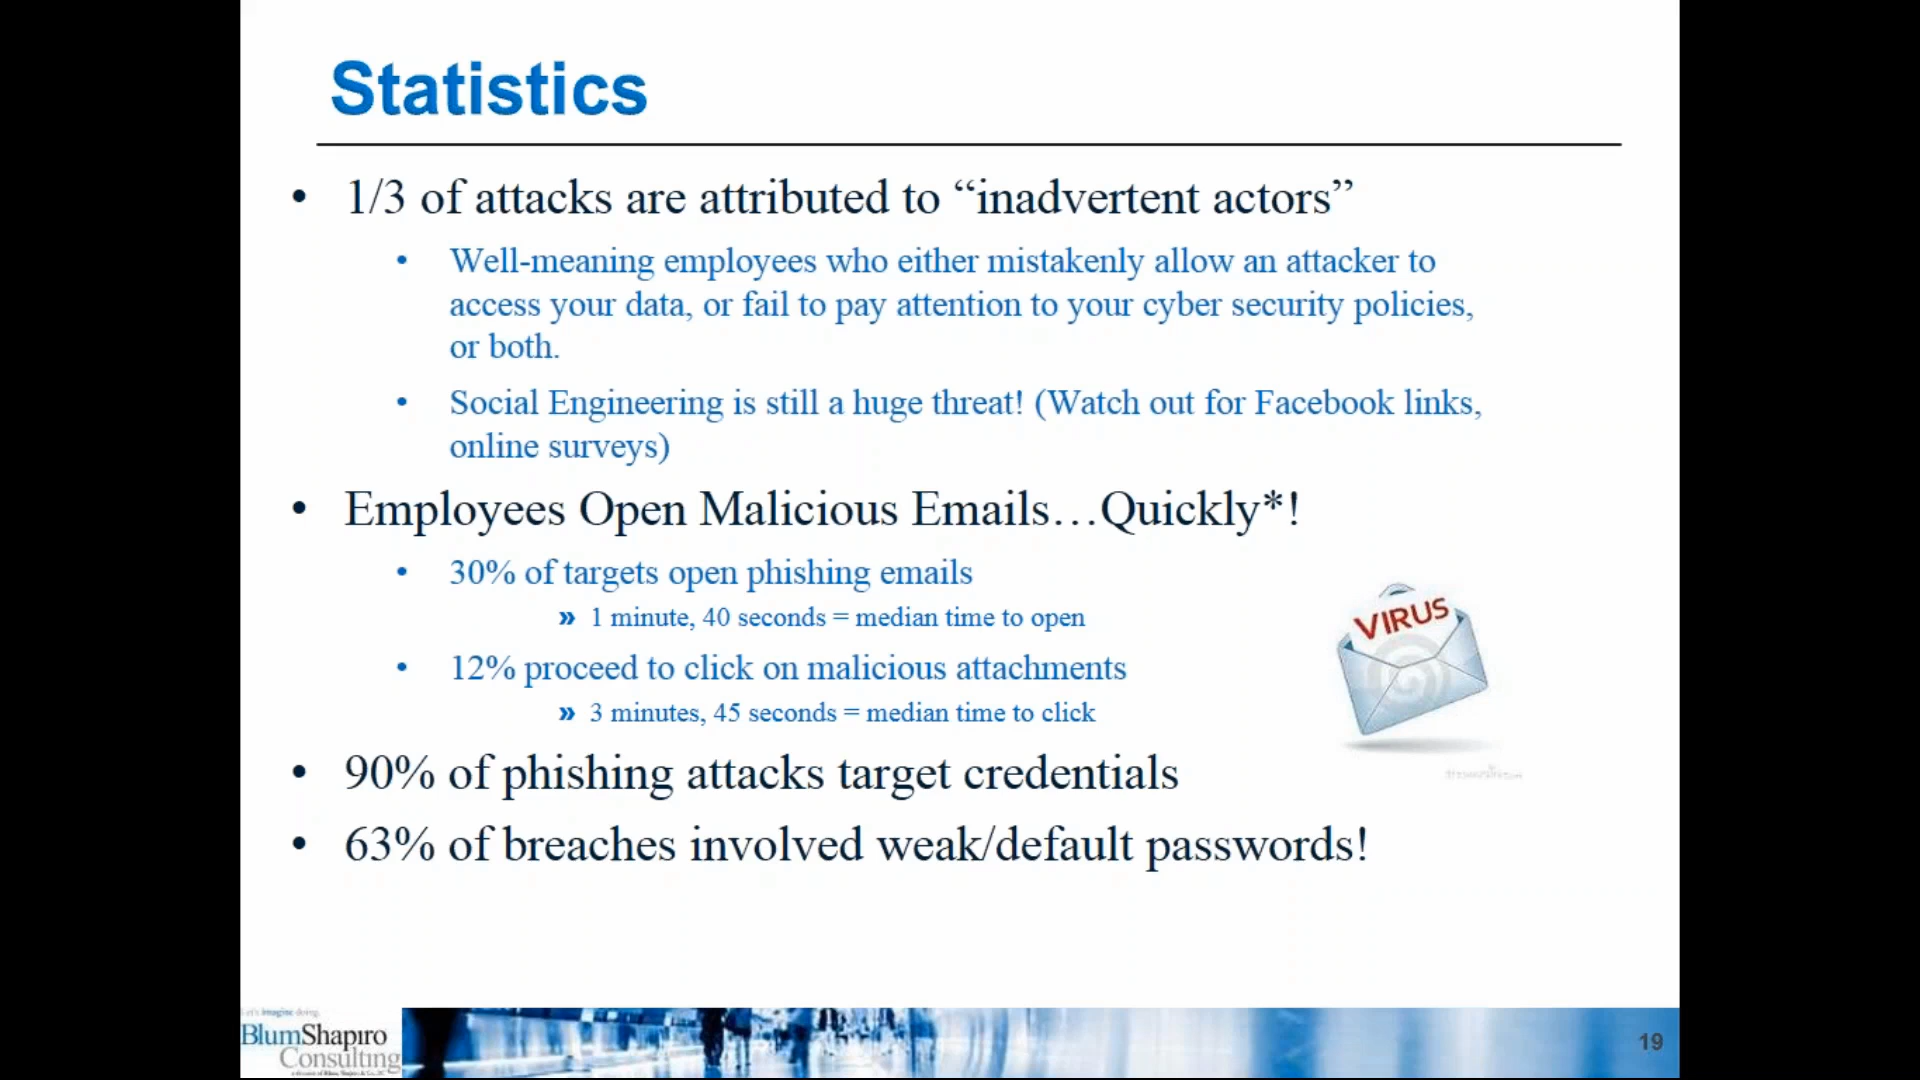 Statistics
• 1/3 of attacks are attributed to “inadvertent actors”
• Well-meaning employees who either mistakenly allow an attacker to
access your data, or fail to pay attention to your cyber security policies,
or both.
• Social Engineering is still a huge threat! (Watch out for Facebook links,
online surveys)
• Employees Open Malicious Emails…Quickly*!
• 30% of targets open phishing emails
» 1 minute, 40 seconds = median time to open
• 12% proceed to click on malicious attachments
» 3 minutes, 45 seconds = median time to click
VIRUS
• 90% of phishing attacks target credentials
• 63% of breaches involved weak/default passwords!
Let's imagine doing.
BlumShapiro
Consulting
19